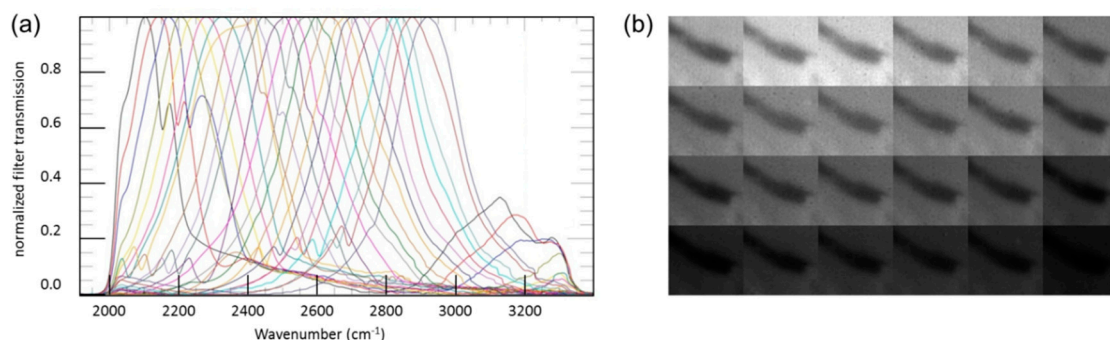 (a)
normalized filter transmission
0.8
0.6
0.4
0.2
0.0
2000 2200 2400 2600 2800 3000 3200
Wavenumber (cm⁻¹)
(b)